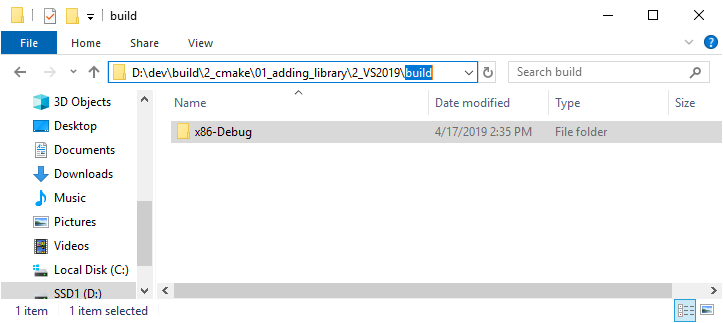 build
File Home Share View
D:\dev\build\2_cmake\01_adding_library\2_VS2019\build
Search build
3D Objects
Desktop
Documents
Downloads
Music
Pictures
Videos
Local Disk (C:)
SSD1 (D:)
Name Date modified Type Size
x86-Debug 4/17/2019 2:35 PM File folder
1 item 1 item selected